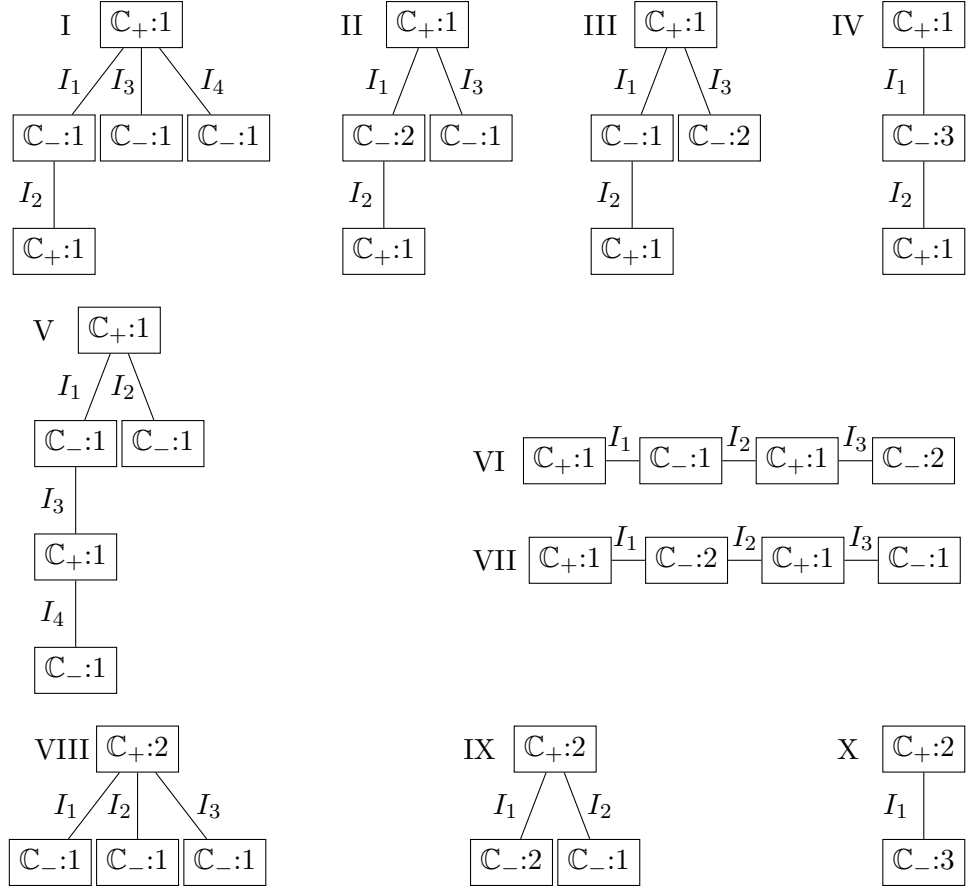 I ℂ₊:1 II ℂ₊:1 III ℂ₊:1 IV ℂ₊:1
I₁ I₃ I₄ I₁ I₃ I₁ I₃ I₁
ℂ₋:1 ℂ₋:1 ℂ₋:1 ℂ₋:2 ℂ₋:1 ℂ₋:1 ℂ₋:2 ℂ₋:3
I₂ I₂ I₂ I₂
ℂ₊:1 ℂ₊:1 ℂ₊:1 ℂ₊:1
V ℂ₊:1
I₁ I₂
ℂ₋:1 ℂ₋:1
I₃
ℂ₊:1
I₄
ℂ₋:1
VI ℂ₊:1 I₁ ℂ₋:1 I₂ ℂ₊:1 I₃ ℂ₋:2
VII ℂ₊:1 I₁ ℂ₋:2 I₂ ℂ₊:1 I₃ ℂ₋:1
VIII ℂ₊:2 IX ℂ₊:2 X ℂ₊:2
I₁ I₂ I₃ I₁ I₂ I₁
ℂ₋:1 ℂ₋:1 ℂ₋:1 ℂ₋:2 ℂ₋:1 ℂ₋:3